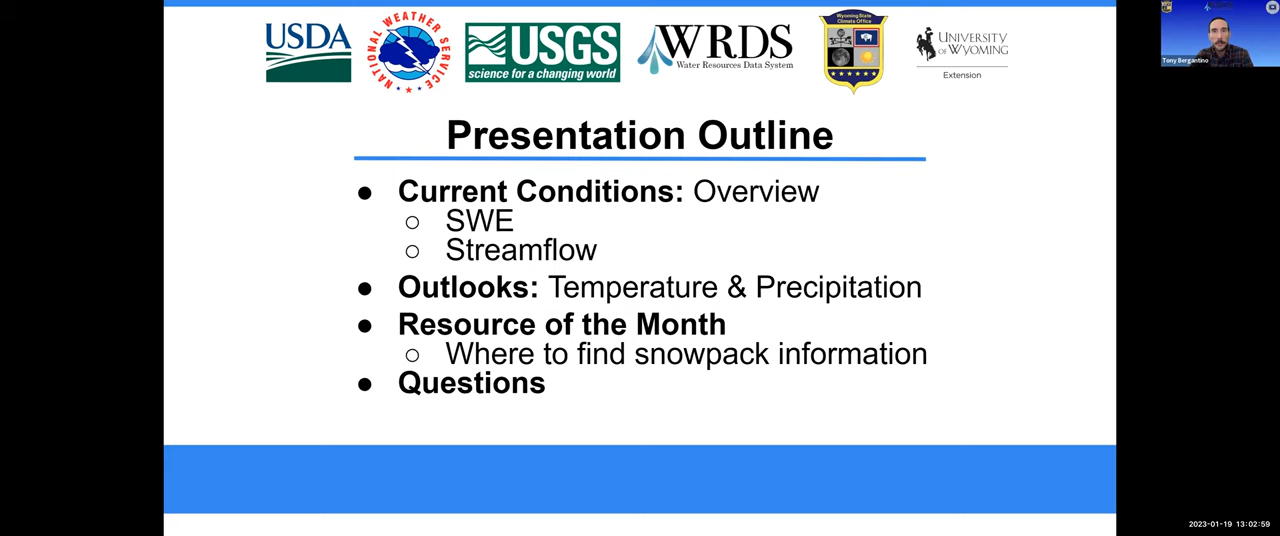 USDA
NATIONAL WEATHER SERVICE
USGS
science for a changing world
WRDS
Water Resources Data System
Wyoming State
Climate Office
UNIVERSITY
OF WYOMING
Extension
Tony Bergantino
Presentation Outline
● Current Conditions: Overview
○ SWE
○ Streamflow
● Outlooks: Temperature & Precipitation
● Resource of the Month
○ Where to find snowpack information
● Questions
2023-01-19 13:02:59